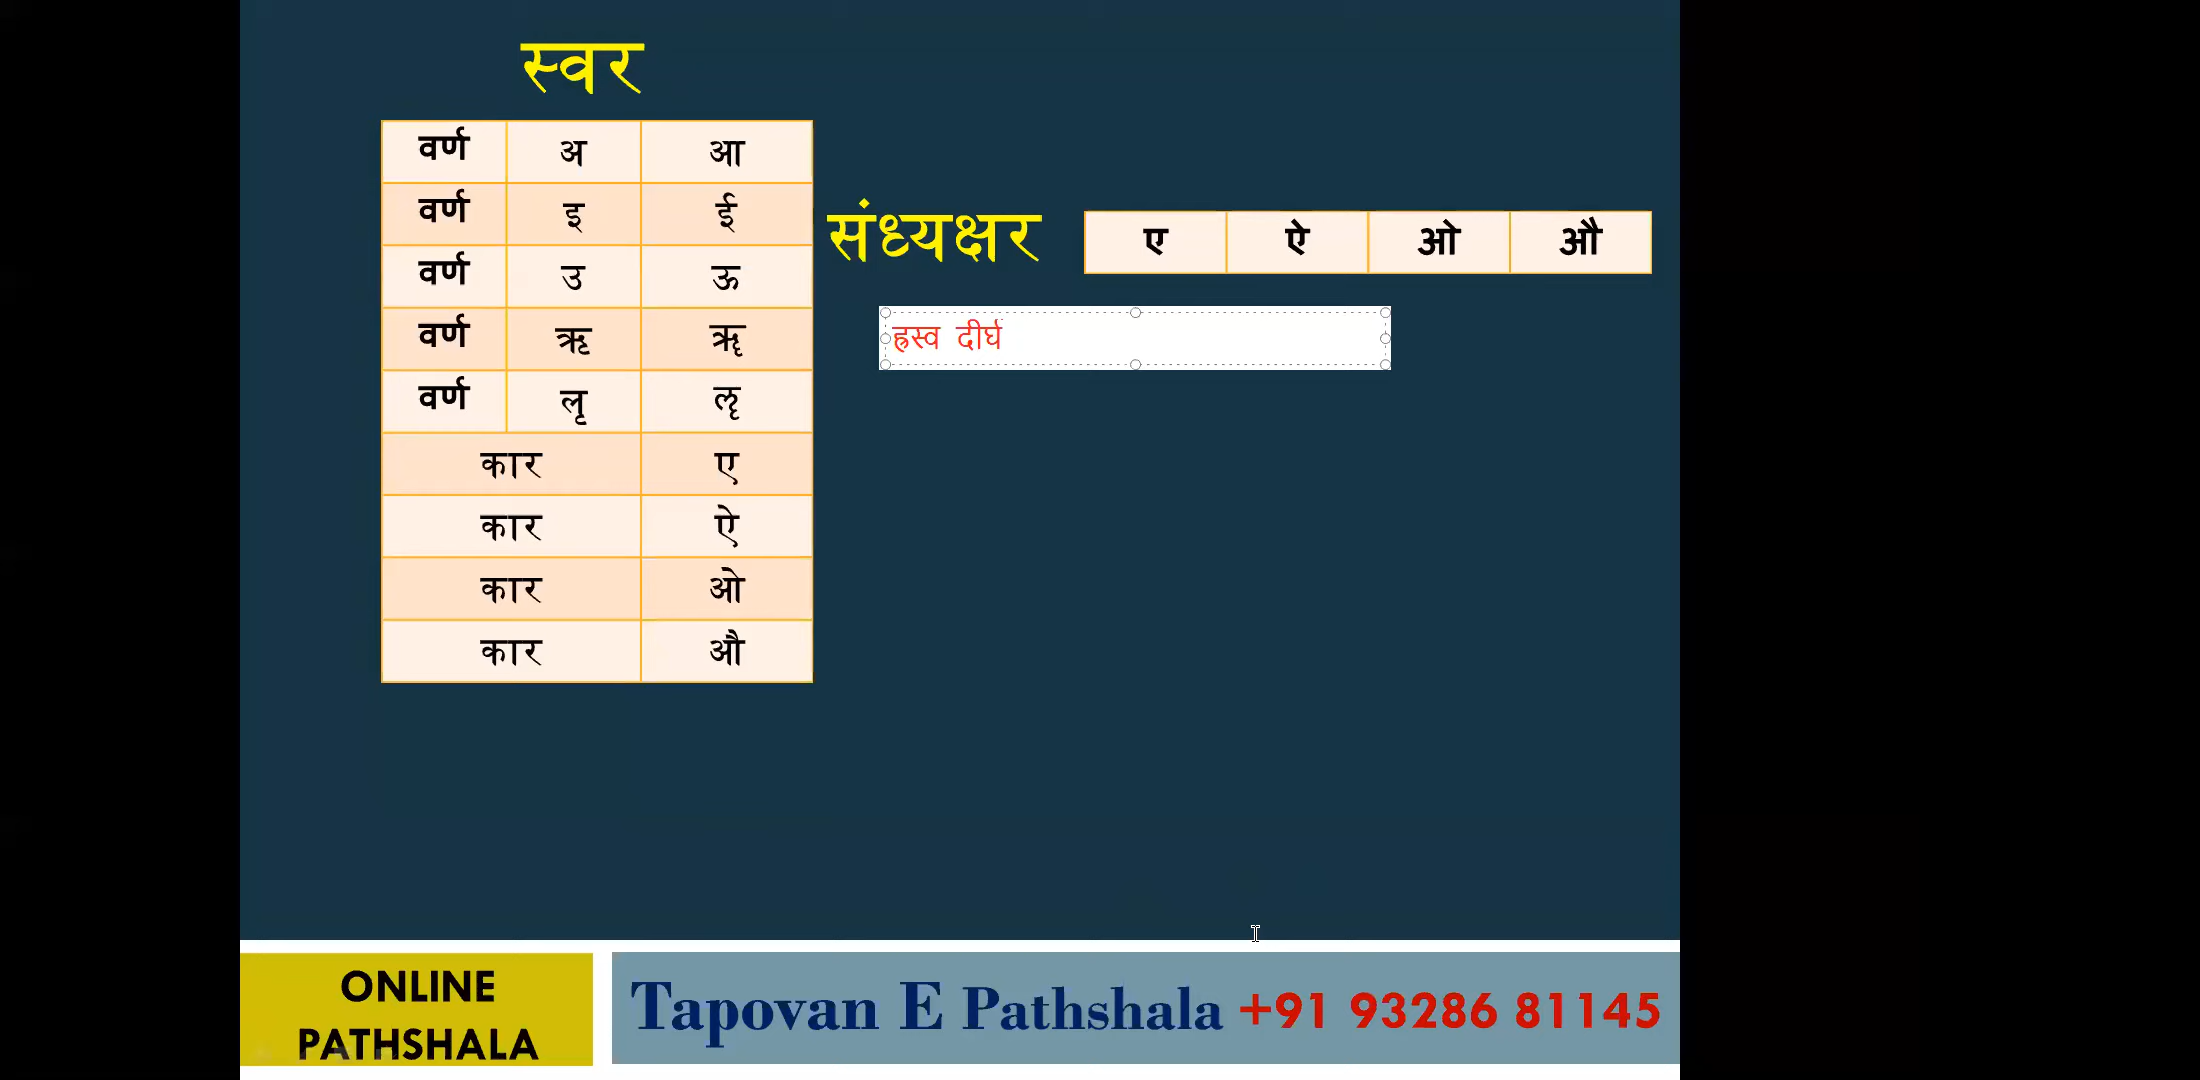 स्वर
वर्ण अ आ
वर्ण इ ई
वर्ण उ ऊ
वर्ण ऋ ॠ
वर्ण लृ ॡ
कार ए
कार ऐ
कार ओ
कार औ
संध्यक्षर ए ऐ ओ औ
ह्रस्व दीर्घ
ONLINE
PATHSHALA
Tapovan E Pathshala +91 93286 81145